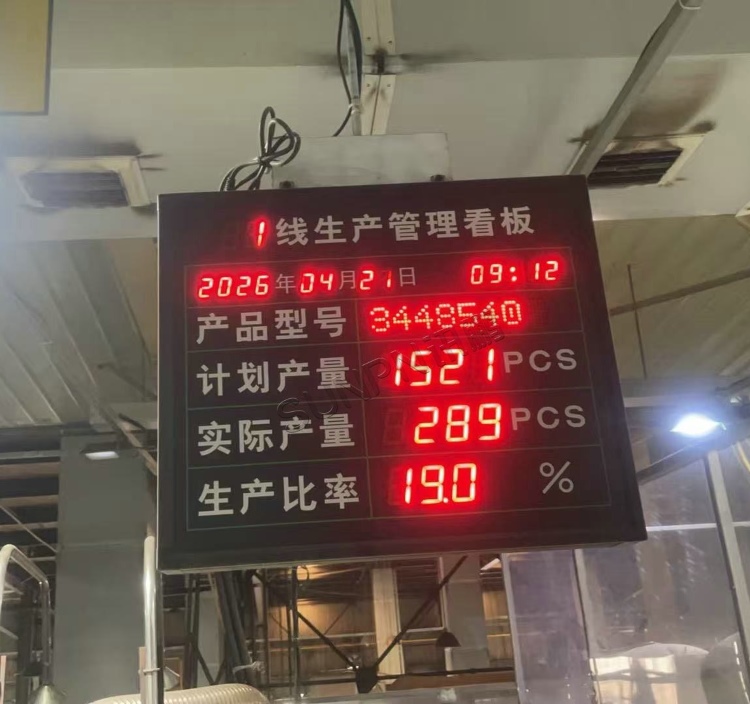 1线生产管理看板
2026年04月21日 09:12
产品型号 3448540
计划产量 1521 PCS
实际产量 289 PCS
生产比率 19.0 %